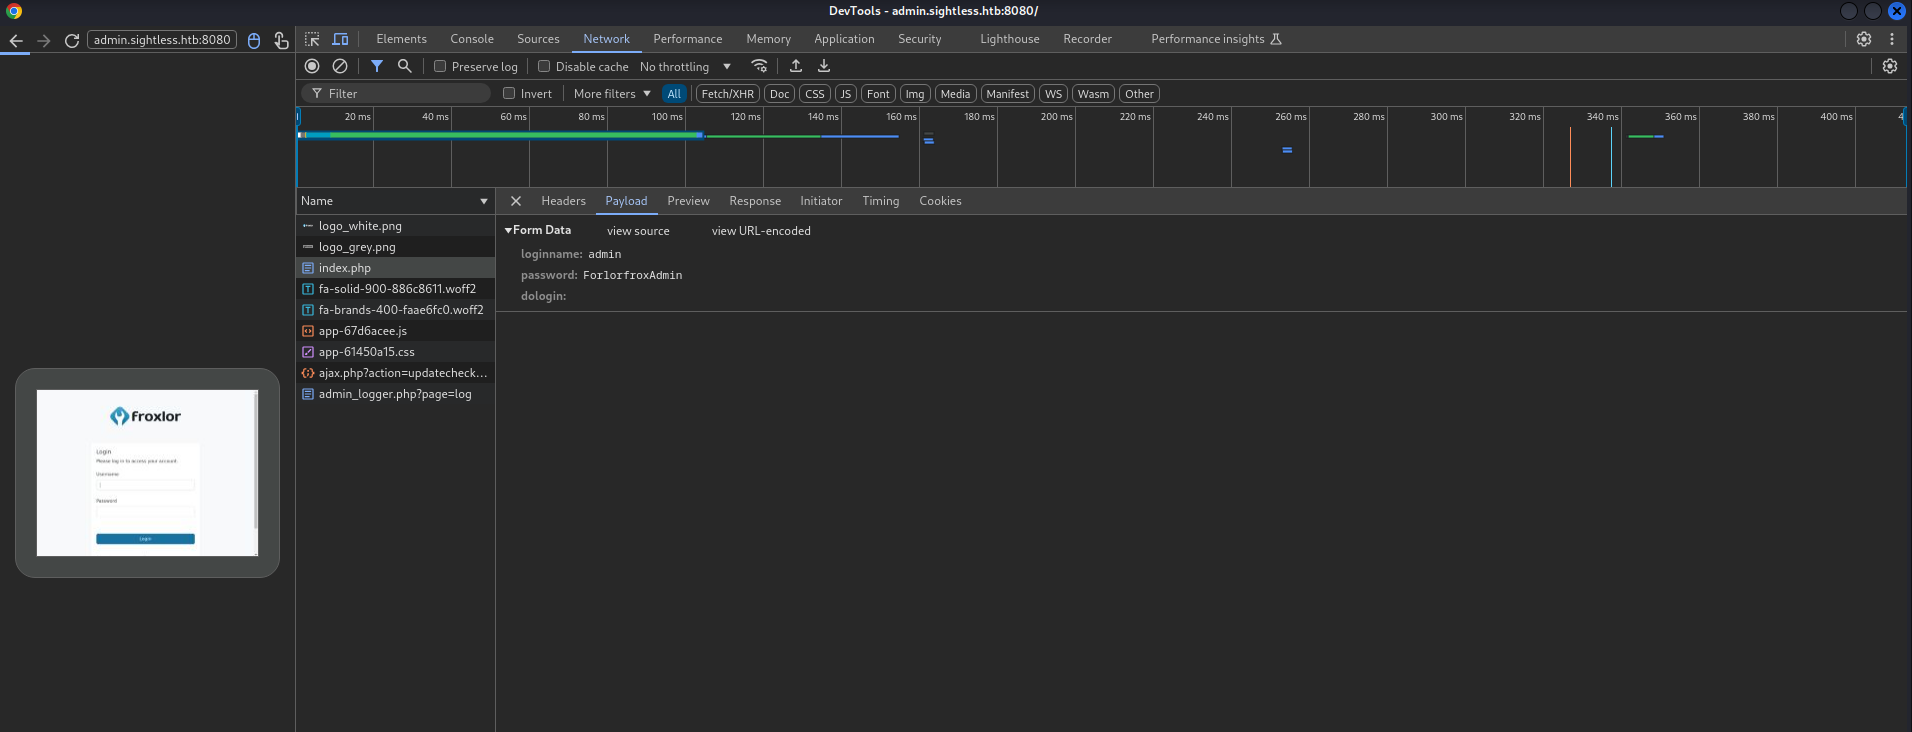 DevTools - admin.sightless.htb:8080/
admin.sightless.htb:8080
Elements Console Sources Network Performance Memory Application Security Lighthouse Recorder Performance insights
Preserve log Disable cache No throttling
Filter Invert More filters All Fetch/XHR Doc CSS JS Font Img Media Manifest WS Wasm Other
20 ms 40 ms 60 ms 80 ms 100 ms 120 ms 140 ms 160 ms 180 ms 200 ms 220 ms 240 ms 260 ms 280 ms 300 ms 320 ms 340 ms 360 ms 380 ms 400 ms 4
Name
Headers Payload Preview Response Initiator Timing Cookies
logo_white.png
logo_grey.png
index.php
fa-solid-900-886c8611.woff2
fa-brands-400-faae6fc0.woff2
app-67d6acee.js
app-61450a15.css
ajax.php?action=updatecheck...
admin_logger.php?page=log
Form Data view source view URL-encoded
loginname: admin
password: ForlorfroxAdmin
dologin:
froxlor
Login
Please log in to access your account.
Username
Password
Login